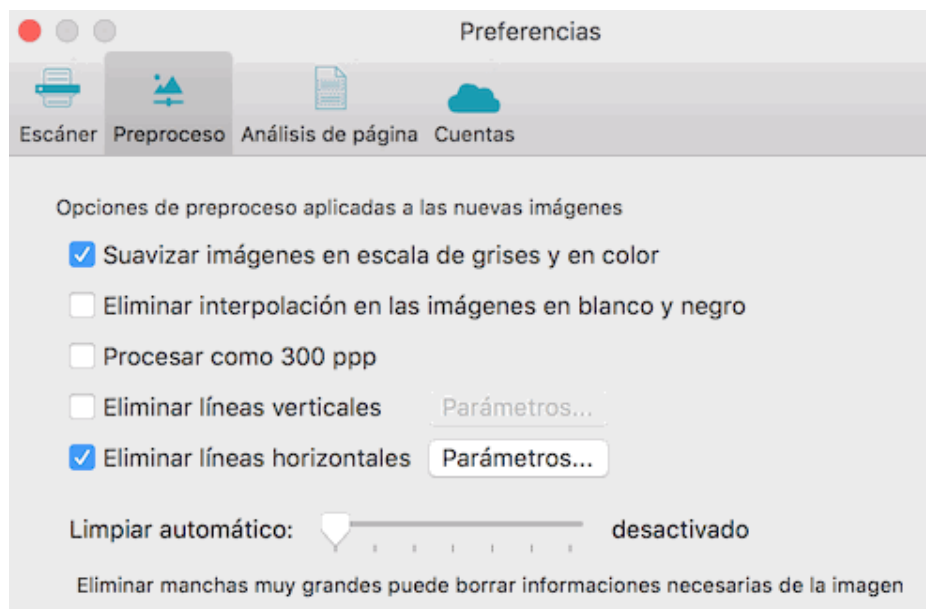 Preferencias
Escáner Preproceso Análisis de página Cuentas
Opciones de preproceso aplicadas a las nuevas imágenes
Suavizar imágenes en escala de grises y en color
Eliminar interpolación en las imágenes en blanco y negro
Procesar como 300 ppp
Eliminar líneas verticales Parámetros...
Eliminar líneas horizontales Parámetros...
Limpiar automático: desactivado
Eliminar manchas muy grandes puede borrar informaciones necesarias de la imagen